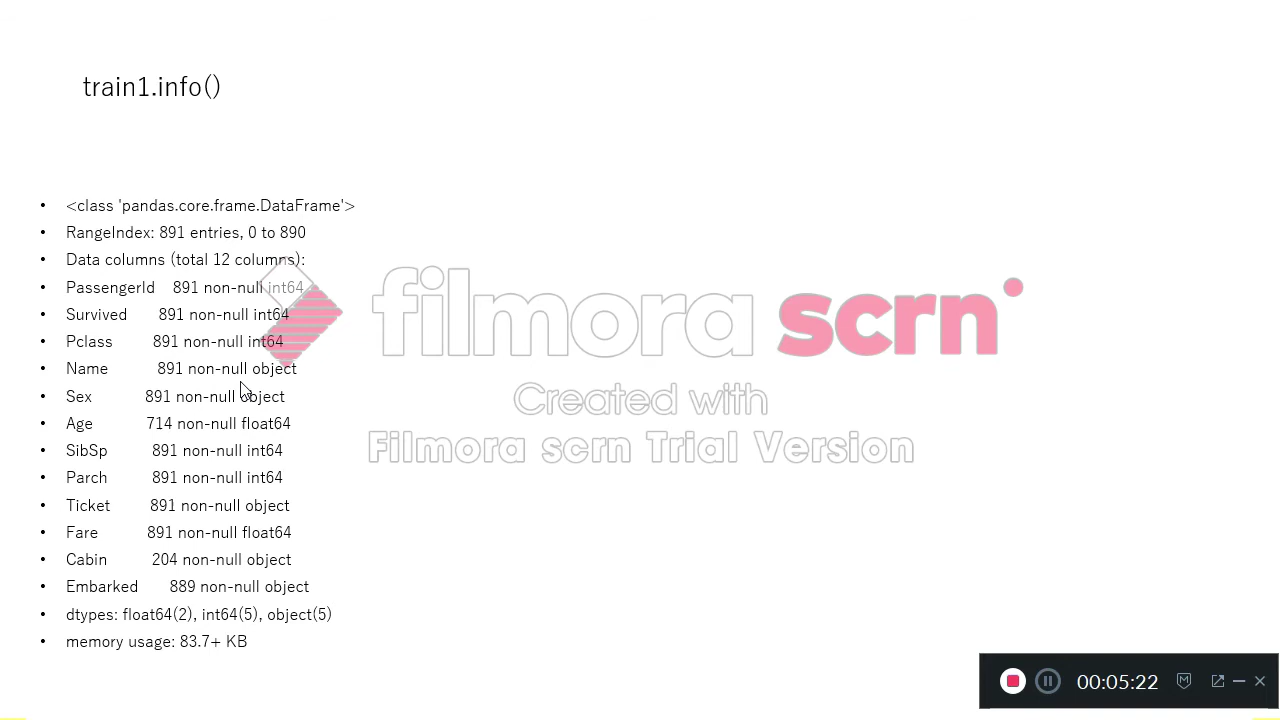 train1.info()
<class 'pandas.core.frame.DataFrame'>
RangeIndex: 891 entries, 0 to 890
Data columns (total 12 columns):
PassengerId 891 non-null int64
Survived 891 non-null int64
Pclass 891 non-null int64
Name 891 non-null object
Sex 891 non-null object
Age 714 non-null float64
SibSp 891 non-null int64
Parch 891 non-null int64
Ticket 891 non-null object
Fare 891 non-null float64
Cabin 204 non-null object
Embarked 889 non-null object
dtypes: float64(2), int64(5), object(5)
memory usage: 83.7+ KB
filmora scrn
Created with
Filmora scrn Trial Version
00:05:22